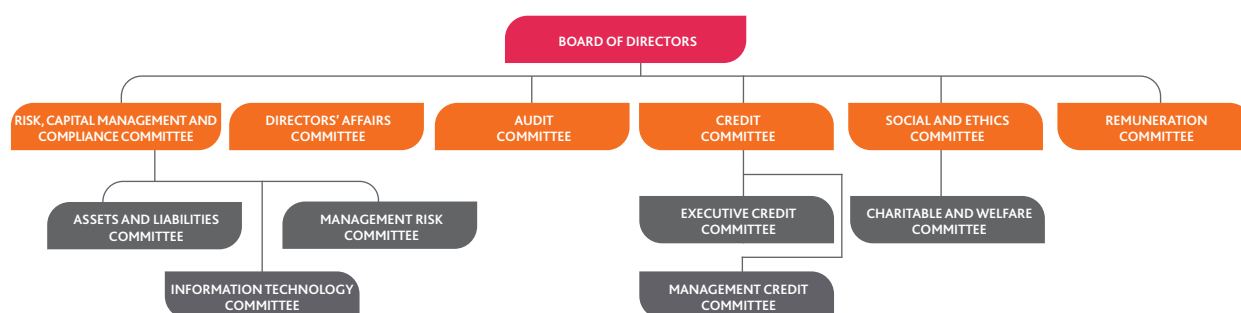 BOARD OF DIRECTORS
RISK, CAPITAL MANAGEMENT AND
COMPLIANCE COMMITTEE
DIRECTORS' AFFAIRS
COMMITTEE
AUDIT
COMMITTEE
CREDIT
COMMITTEE
SOCIAL AND ETHICS
COMMITTEE
REMUNERATION
COMMITTEE
ASSETS AND LIABILITIES
COMMITTEE
MANAGEMENT RISK
COMMITTEE
EXECUTIVE CREDIT
COMMITTEE
CHARITABLE AND WELFARE
COMMITTEE
INFORMATION TECHNOLOGY
COMMITTEE
MANAGEMENT CREDIT
COMMITTEE